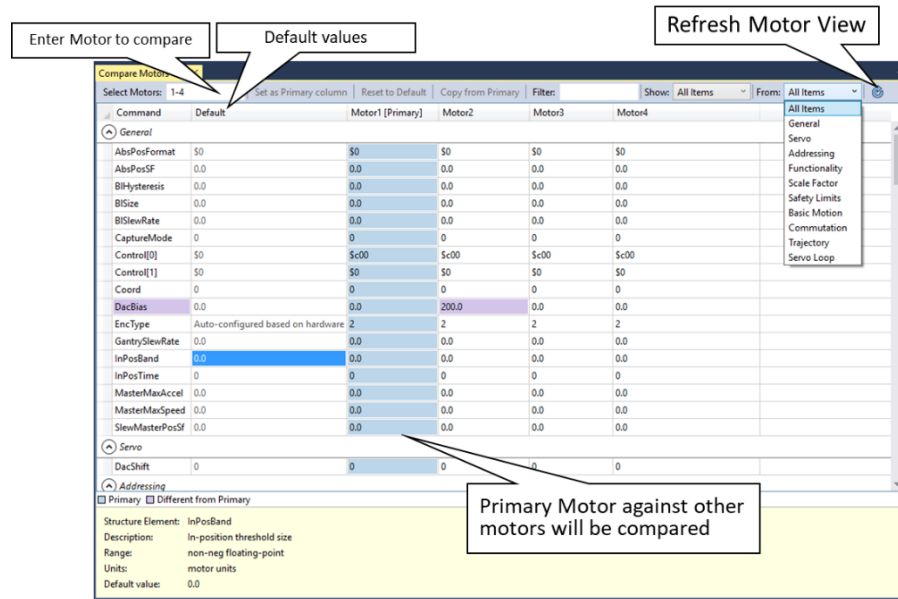 Enter Motor to compare
Default values
Refresh Motor View
Compare Motors
Select Motors: 1-4 Set as Primary column Reset to Default Copy from Primary Filter: Show: All Items From: All Items
Command Default Motor1 [Primary] Motor2 Motor3 Motor4
All Items
General
Servo
Addressing
Functionality
Scale Factor
Safety Limits
Basic Motion
Commutation
Trajectory
Servo Loop
General
AbsPosFormat $0 $0 $0 $0 $0
AbsPosSF 0.0 0.0 0.0 0.0 0.0
BlHysteresis 0.0 0.0 0.0 0.0 0.0
BlSize 0.0 0.0 0.0 0.0 0.0
BlSlewRate 0.0 0.0 0.0 0.0 0.0
CaptureMode 0 0 0 0 0
Control[0] $0 $c00 $c00 $c00 $c00
Control[1] $0 $0 $0 $0 $0
Coord 0 0 0 0 0
DacBias 0.0 0.0 200.0 0.0 0.0
EncType Auto-configured based on hardware 2 2 2 2
GantrySlewRate 0.0 0.0 0.0 0.0 0.0
InPosBand 0.0 0.0 0.0 0.0 0.0
InPosTime 0 0 0 0 0
MasterMaxAccel 0.0 0.0 0.0 0.0 0.0
MasterMaxSpeed 0.0 0.0 0.0 0.0 0.0
SlewMasterPosSf 0.0 0.0 0.0 0.0 0.0
Servo
DacShift 0 0 0 0 0
Addressing
Primary Different from Primary
Primary Motor against other
motors will be compared
Structure Element: InPosBand
Description: In-position threshold size
Range: non-neg floating-point
Units: motor units
Default value: 0.0